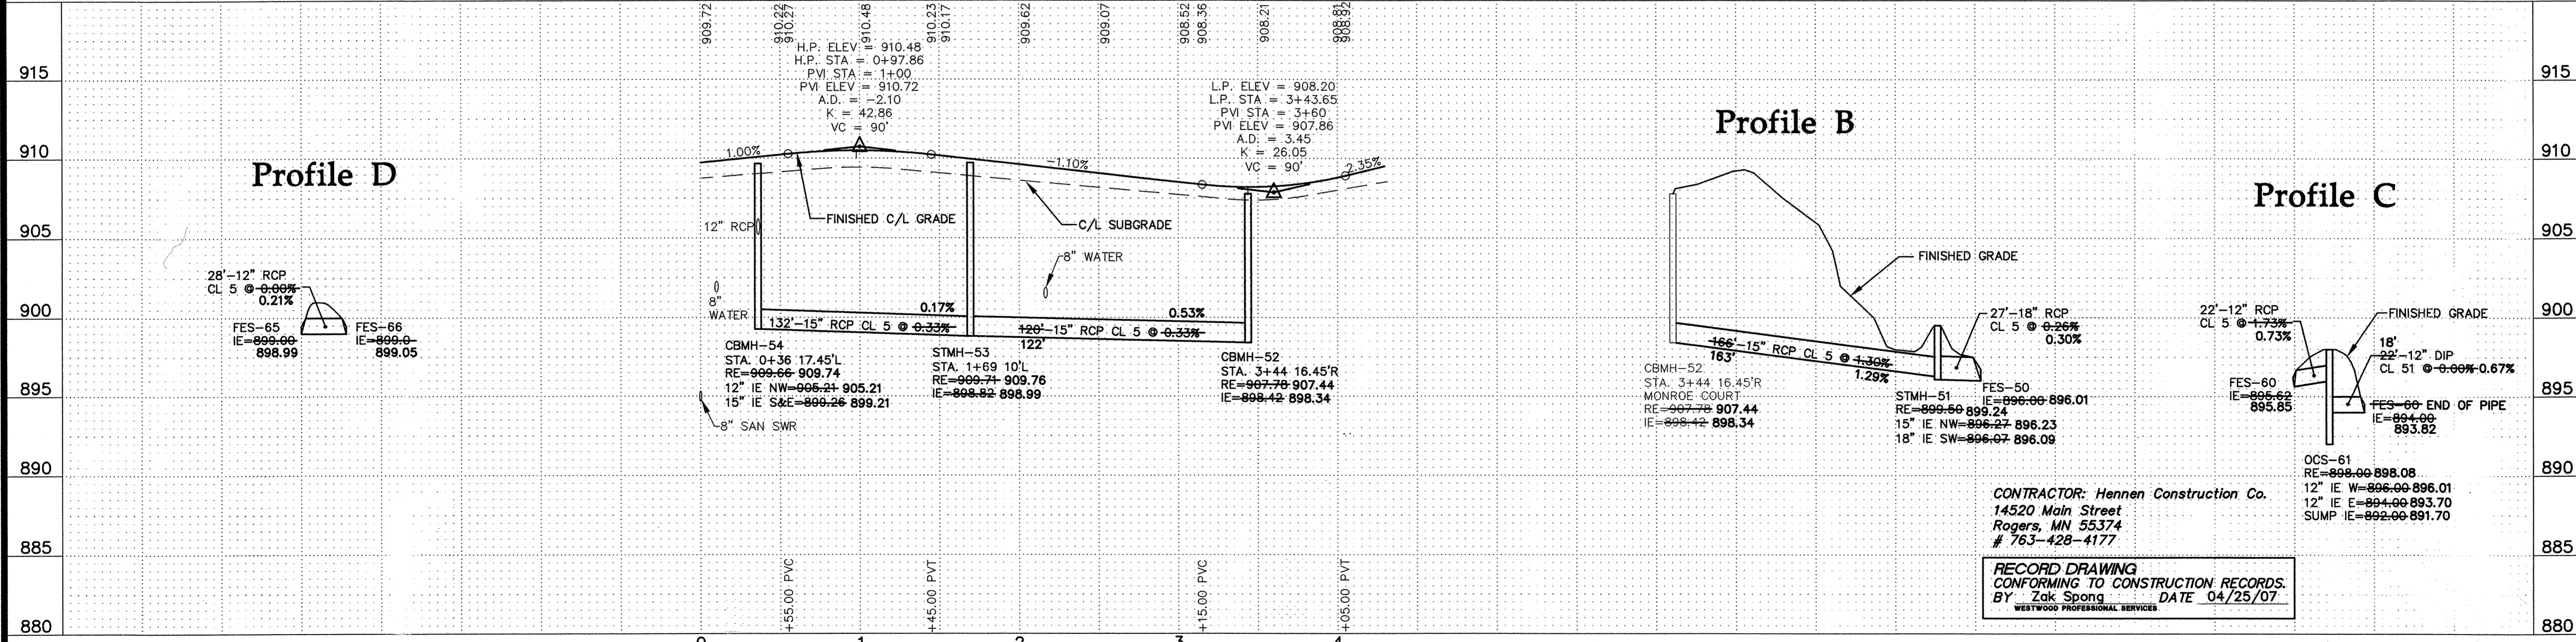 909.72
910.22
910.27
910.48
910.23
910.17
909.62
909.07
908.52
908.36
908.21
908.81
908.92
915
910
905
900
895
890
885
880
Profile D
28'-12" RCP
CL 5 @ 0.00%
0.21%
FES-65
IE=899.00
898.99
FES-66
IE=899.0
899.05
H.P. ELEV = 910.48
H.P. STA = 0+97.86
PVI STA = 1+00
PVI ELEV = 910.72
A.D. = -2.10
K = 42.86
VC = 90'
L.P. ELEV = 908.20
L.P. STA = 3+43.65
PVI STA = 3+60
PVI ELEV = 907.86
A.D. = 3.45
K = 26.05
VC = 90'
1.00%
-1.10%
2.35%
12" RCP
FINISHED C/L GRADE
C/L SUBGRADE
8" WATER
8"
WATER
0.17%
0.53%
132'-15" RCP CL 5 @ 0.33%
120'-15" RCP CL 5 @ 0.33%
122'
CBMH-54
STA. 0+36 17.45'L
RE=909.66 909.74
12" IE NW=905.21 905.21
15" IE S&E=899.26 899.21
8" SAN SWR
STMH-53
STA. 1+69 10'L
RE=909.71 909.76
IE=898.82 898.99
CBMH-52
STA. 3+44 16.45'R
RE=907.78 907.44
IE=898.42 898.34
+55.00 PVC
+45.00 PVT
+15.00 PVC
+05.00 PVT
0
1
2
3
4
Profile B
FINISHED GRADE
166'-15" RCP CL 5 @ 1.30%
163'
1.29%
27'-18" RCP
CL 5 @ 0.26%
0.30%
CBMH-52
STA. 3+44 16.45'R
MONROE COURT
RE=907.78 907.44
IE=898.42 898.34
FES-50
IE=896.00 896.01
STMH-51
RE=899.50 899.24
15" IE NW=896.27 896.23
18" IE SW=896.07 896.09
Profile C
22'-12" RCP
CL 5 @ 1.73%
0.73%
FINISHED GRADE
18'
22'-12" DIP
CL 51 @ 0.00% 0.67%
FES-60
IE=895.62
895.85
FES-60 END OF PIPE
IE=894.00
893.82
OCS-61
RE=898.00 898.08
12" IE W=896.00 896.01
12" IE E=894.00 893.70
SUMP IE=892.00 891.70
CONTRACTOR: Hennen Construction Co.
14520 Main Street
Rogers, MN 55374
# 763-428-4177
RECORD DRAWING
CONFORMING TO CONSTRUCTION RECORDS.
BY Zak Spong DATE 04/25/07
WESTWOOD PROFESSIONAL SERVICES
915
910
905
900
895
890
885
880